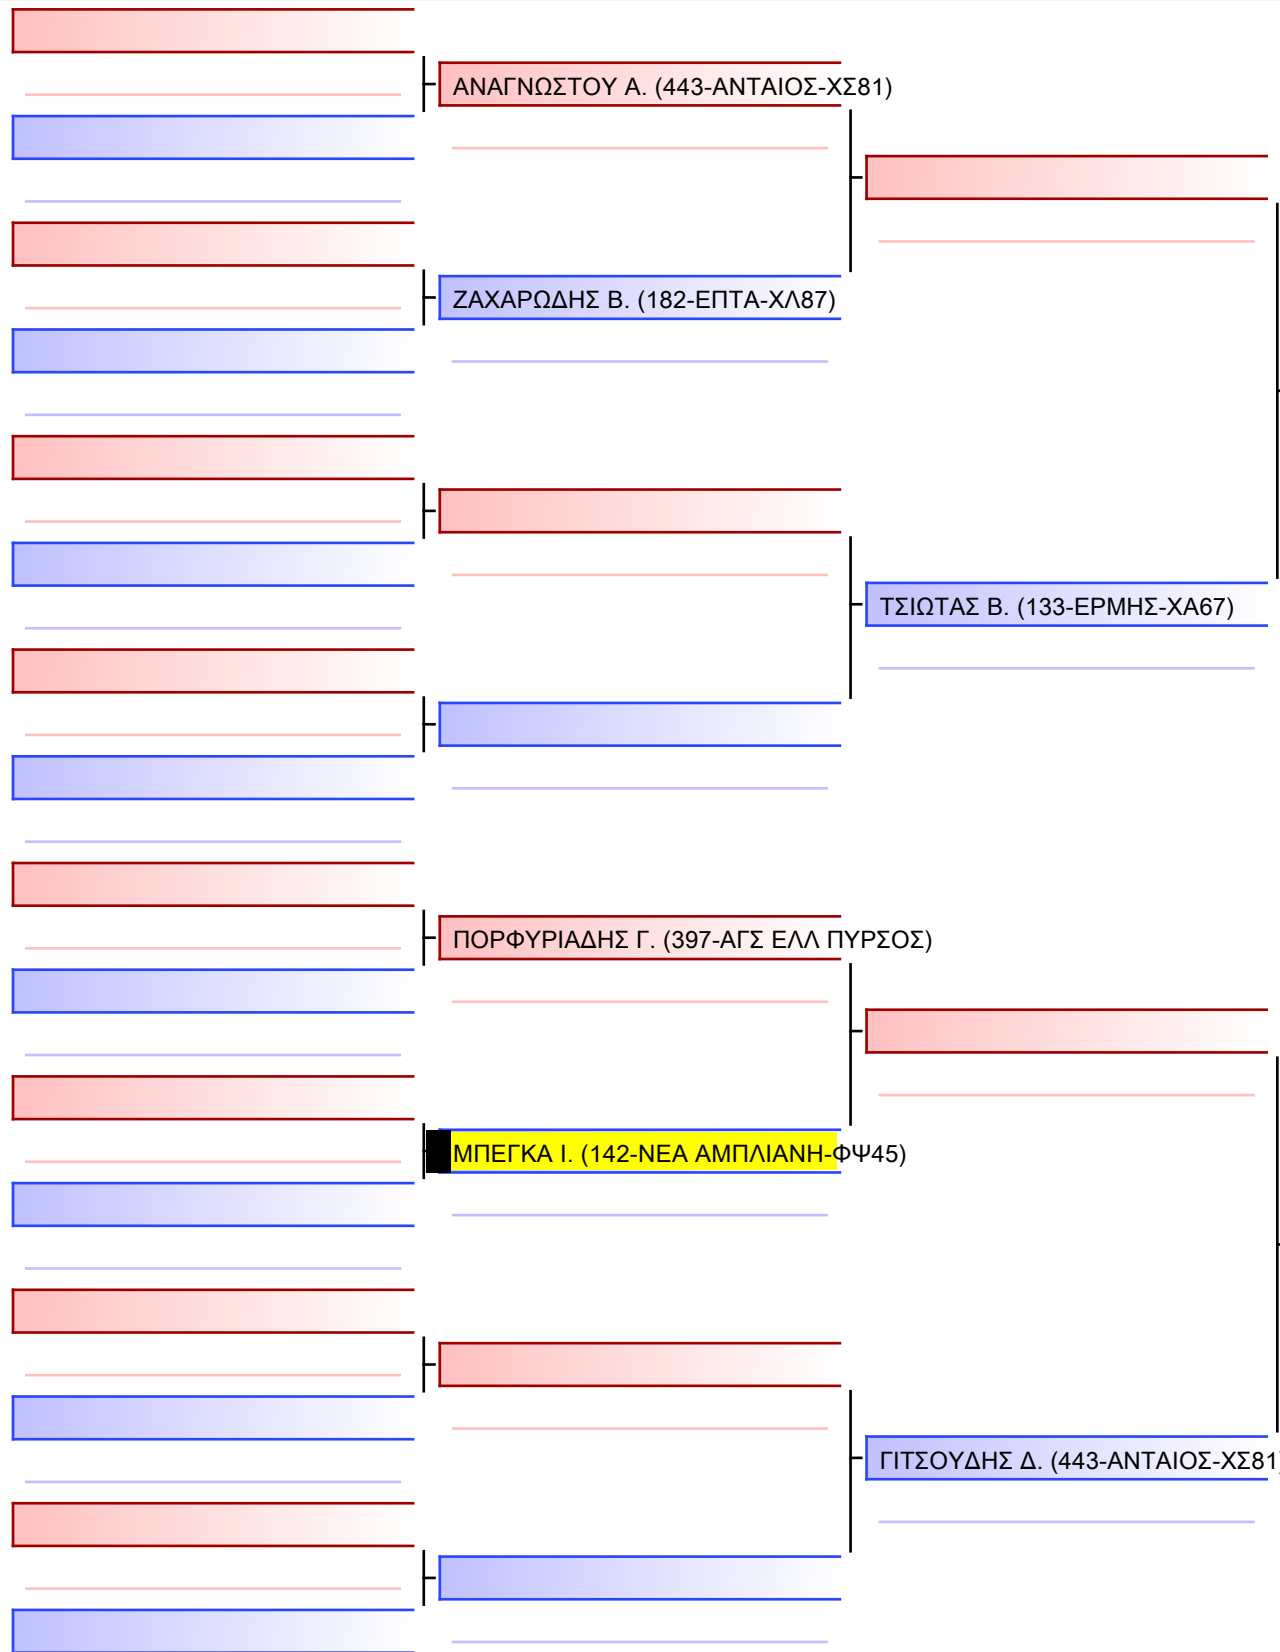 ΑΝΑΓΝΩΣΤΟΥ Α. (443-ΑΝΤΑΙΟΣ-ΧΣ81)
ΖΑΧΑΡΩΔΗΣ Β. (182-ΕΠΤΑ-ΧΛ87)
ΤΣΙΩΤΑΣ Β. (133-ΕΡΜΗΣ-ΧΑ67)
ΠΟΡΦΥΡΙΑΔΗΣ Γ. (397-ΑΓΣ ΕΛΛ ΠΥΡΣΟΣ)
ΜΠΕΓΚΑ Ι. (142-ΝΕΑ ΑΜΠΛΙΑΝΗ-ΦΨ45)
ΓΙΤΣΟΥΔΗΣ Δ. (443-ΑΝΤΑΙΟΣ-ΧΣ81)